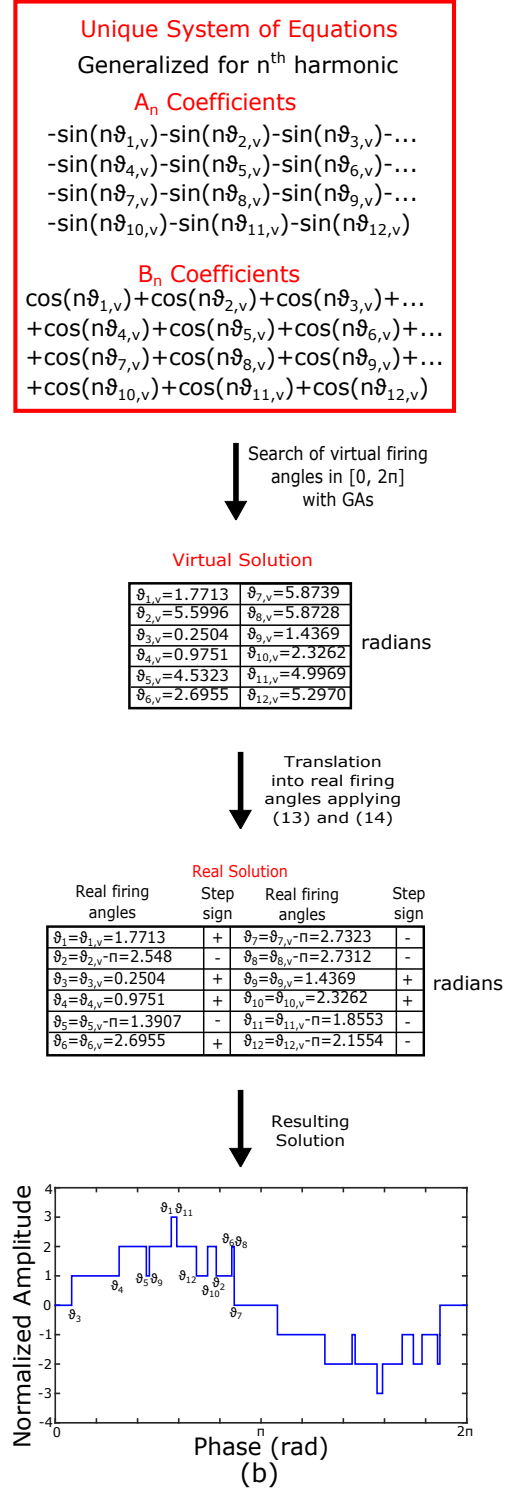 Unique System of Equations
Generalized for nth harmonic
An Coefficients
-sin(nϑ1,v)-sin(nϑ2,v)-sin(nϑ3,v)-...
-sin(nϑ4,v)-sin(nϑ5,v)-sin(nϑ6,v)-...
-sin(nϑ7,v)-sin(nϑ8,v)-sin(nϑ9,v)-...
-sin(nϑ10,v)-sin(nϑ11,v)-sin(nϑ12,v)
Bn Coefficients
cos(nϑ1,v)+cos(nϑ2,v)+cos(nϑ3,v)+...
+cos(nϑ4,v)+cos(nϑ5,v)+cos(nϑ6,v)+...
+cos(nϑ7,v)+cos(nϑ8,v)+cos(nϑ9,v)+...
+cos(nϑ10,v)+cos(nϑ11,v)+cos(nϑ12,v)
Search of virtual firing
angles in [0, 2π]
with GAs
Virtual Solution
ϑ1,v=1.7713 ϑ7,v=5.8739
ϑ2,v=5.5996 ϑ8,v=5.8728
ϑ3,v=0.2504 ϑ9,v=1.4369
ϑ4,v=0.9751 ϑ10,v=2.3262
ϑ5,v=4.5323 ϑ11,v=4.9969
ϑ6,v=2.6955 ϑ12,v=5.2970
radians
Translation
into real firing
angles applying
(13) and (14)
Real Solution
Real firing angles Step sign Real firing angles Step sign
ϑ1=ϑ1,v=1.7713 + ϑ7=ϑ7,v-π=2.7323 -
ϑ2=ϑ2,v-π=2.548 - ϑ8=ϑ8,v-π=2.7312 -
ϑ3=ϑ3,v=0.2504 + ϑ9=ϑ9,v=1.4369 +
ϑ4=ϑ4,v=0.9751 + ϑ10=ϑ10,v=2.3262 +
ϑ5=ϑ5,v-π=1.3907 - ϑ11=ϑ11,v-π=1.8553 -
ϑ6=ϑ6,v=2.6955 + ϑ12=ϑ12,v-π=2.1554 -
radians
Resulting
Solution
Normalized Amplitude
4
3
2
1
0
-1
-2
-3
-4
ϑ1 ϑ11
ϑ6 ϑ8
ϑ3 ϑ4 ϑ5 ϑ9 ϑ12 ϑ10 ϑ2 ϑ7
0 π 2π
Phase (rad)
(b)